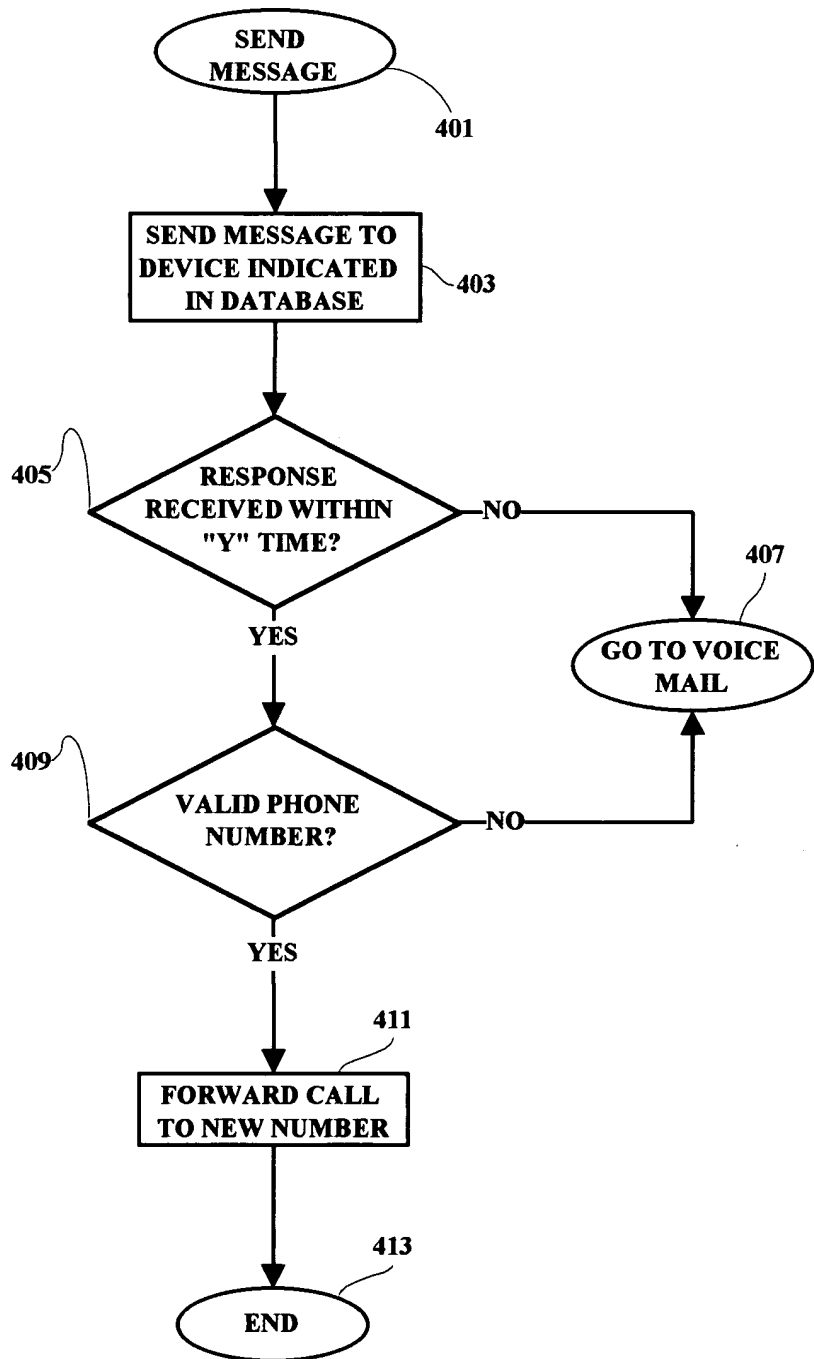 SEND
MESSAGE
401
SEND MESSAGE TO
DEVICE INDICATED
IN DATABASE
403
405
RESPONSE
RECEIVED WITHIN
"Y" TIME?
NO
407
YES
GO TO VOICE
MAIL
409
VALID PHONE
NUMBER?
NO
YES
411
FORWARD CALL
TO NEW NUMBER
413
END